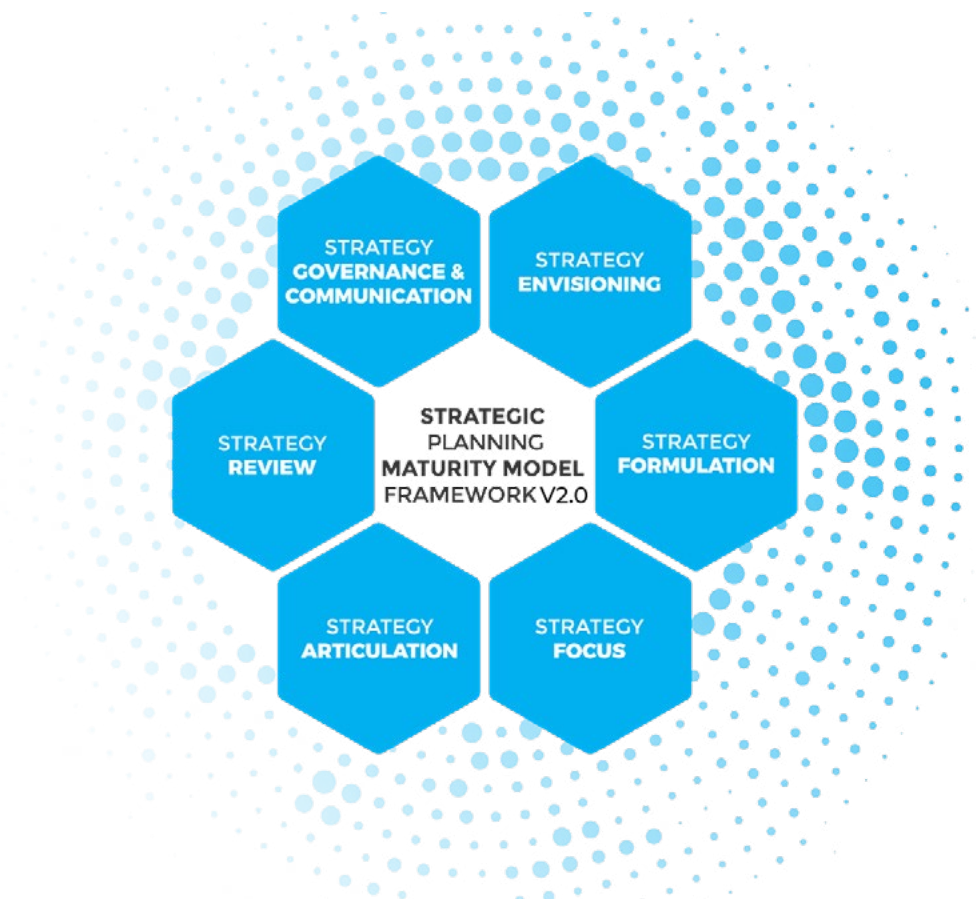 STRATEGY
GOVERNANCE &
COMMUNICATION
STRATEGY
ENVISIONING
STRATEGY
REVIEW
STRATEGIC
PLANNING
MATURITY MODEL
FRAMEWORK V2.0
STRATEGY
FORMULATION
STRATEGY
ARTICULATION
STRATEGY
FOCUS